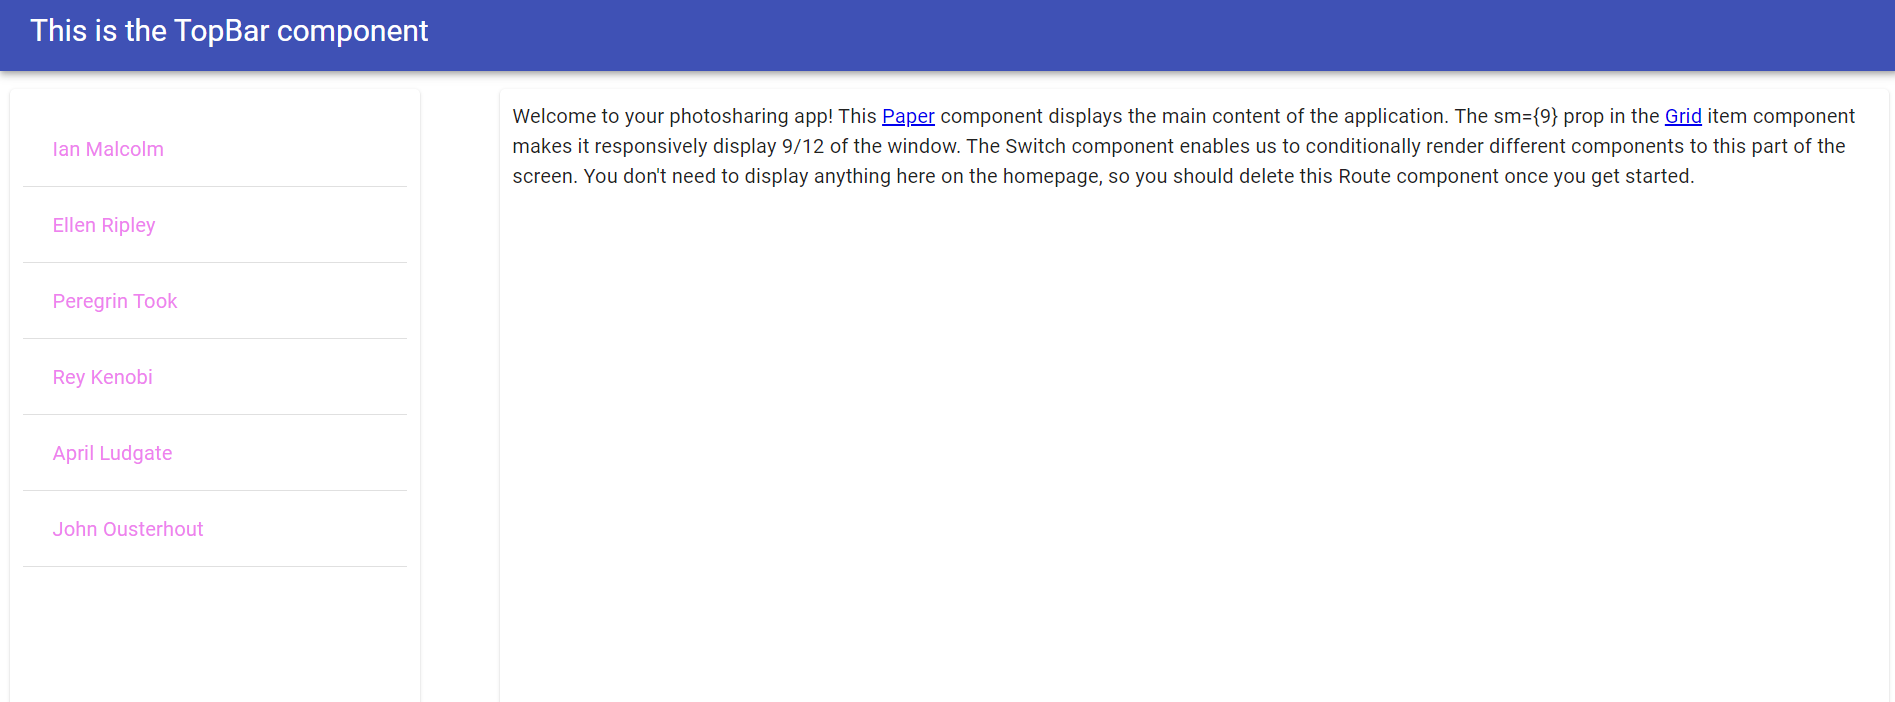 This is the TopBar component
Ian Malcolm
Ellen Ripley
Peregrin Took
Rey Kenobi
April Ludgate
John Ousterhout
Welcome to your photosharing app! This Paper component displays the main content of the application. The sm={9} prop in the Grid item component
makes it responsively display 9/12 of the window. The Switch component enables us to conditionally render different components to this part of the
screen. You don't need to display anything here on the homepage, so you should delete this Route component once you get started.